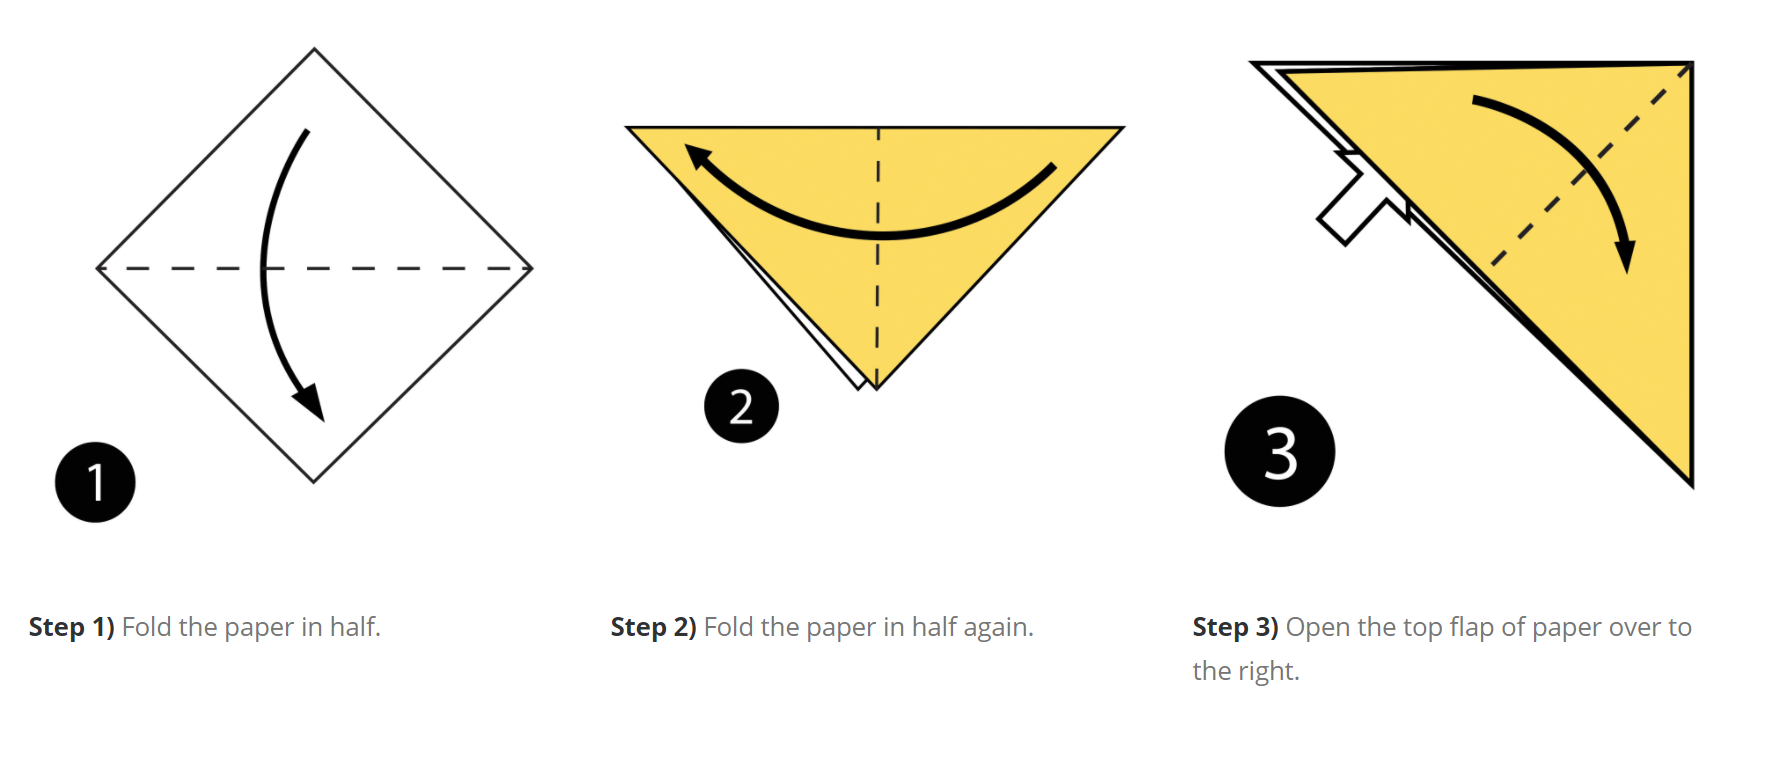 1
2
3
Step 1) Fold the paper in half.
Step 2) Fold the paper in half again.
Step 3) Open the top flap of paper over to
the right.